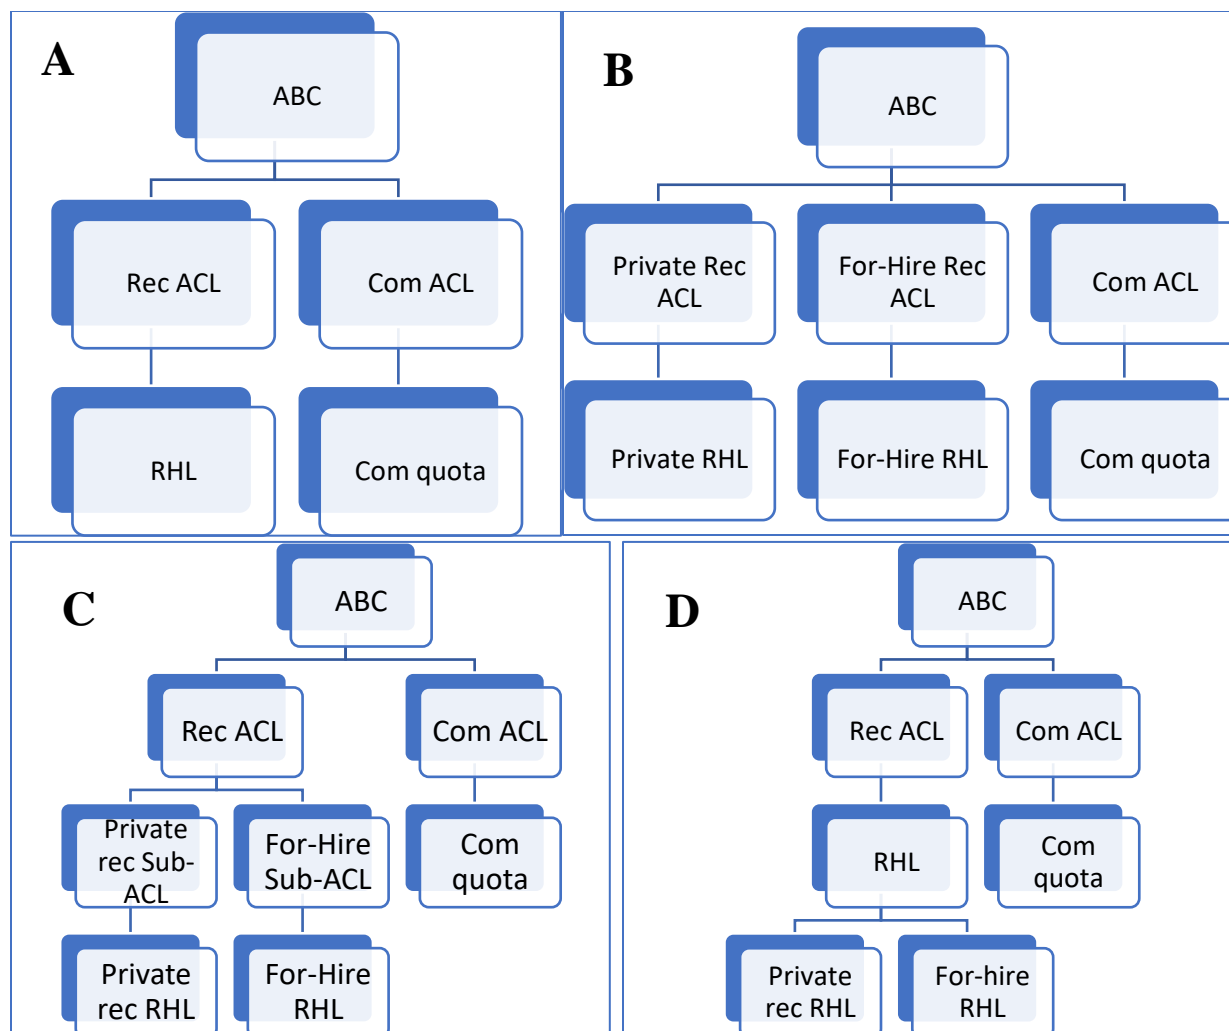 A
ABC
Rec ACL
Com ACL
RHL
Com quota
B
ABC
Private Rec
ACL
For-Hire Rec
ACL
Com ACL
Private RHL
For-Hire RHL
Com quota
C
ABC
Rec ACL
Com ACL
Private
rec Sub-
ACL
For-Hire
Sub-ACL
Com
quota
Private
rec RHL
For-Hire
RHL
D
ABC
Rec ACL
Com ACL
RHL
Com
quota
Private
rec RHL
For-hire
RHL